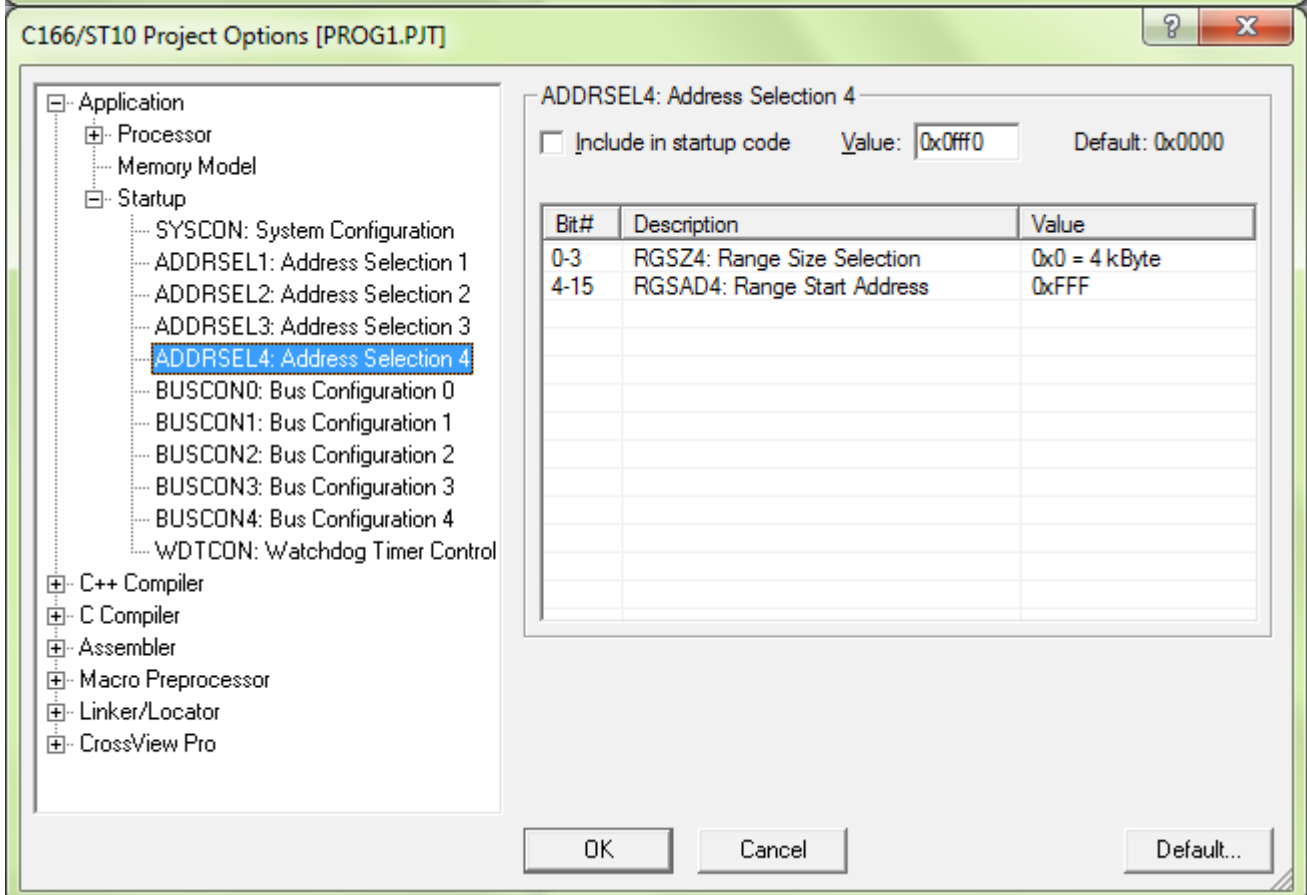 C166/ST10 Project Options [PROG1.PJT]
Application
Processor
Memory Model
Startup
SYSCON: System Configuration
ADDRSEL1: Address Selection 1
ADDRSEL2: Address Selection 2
ADDRSEL3: Address Selection 3
ADDRSEL4: Address Selection 4
BUSCON0: Bus Configuration 0
BUSCON1: Bus Configuration 1
BUSCON2: Bus Configuration 2
BUSCON3: Bus Configuration 3
BUSCON4: Bus Configuration 4
WDTCON: Watchdog Timer Control
C++ Compiler
C Compiler
Assembler
Macro Preprocessor
Linker/Locator
CrossView Pro
ADDRSEL4: Address Selection 4
Include in startup code Value: 0x0fff0 Default: 0x0000
Bit# Description Value
0-3 RGSZ4: Range Size Selection 0x0 = 4 kByte
4-15 RGSAD4: Range Start Address 0xFFF
OK Cancel Default...